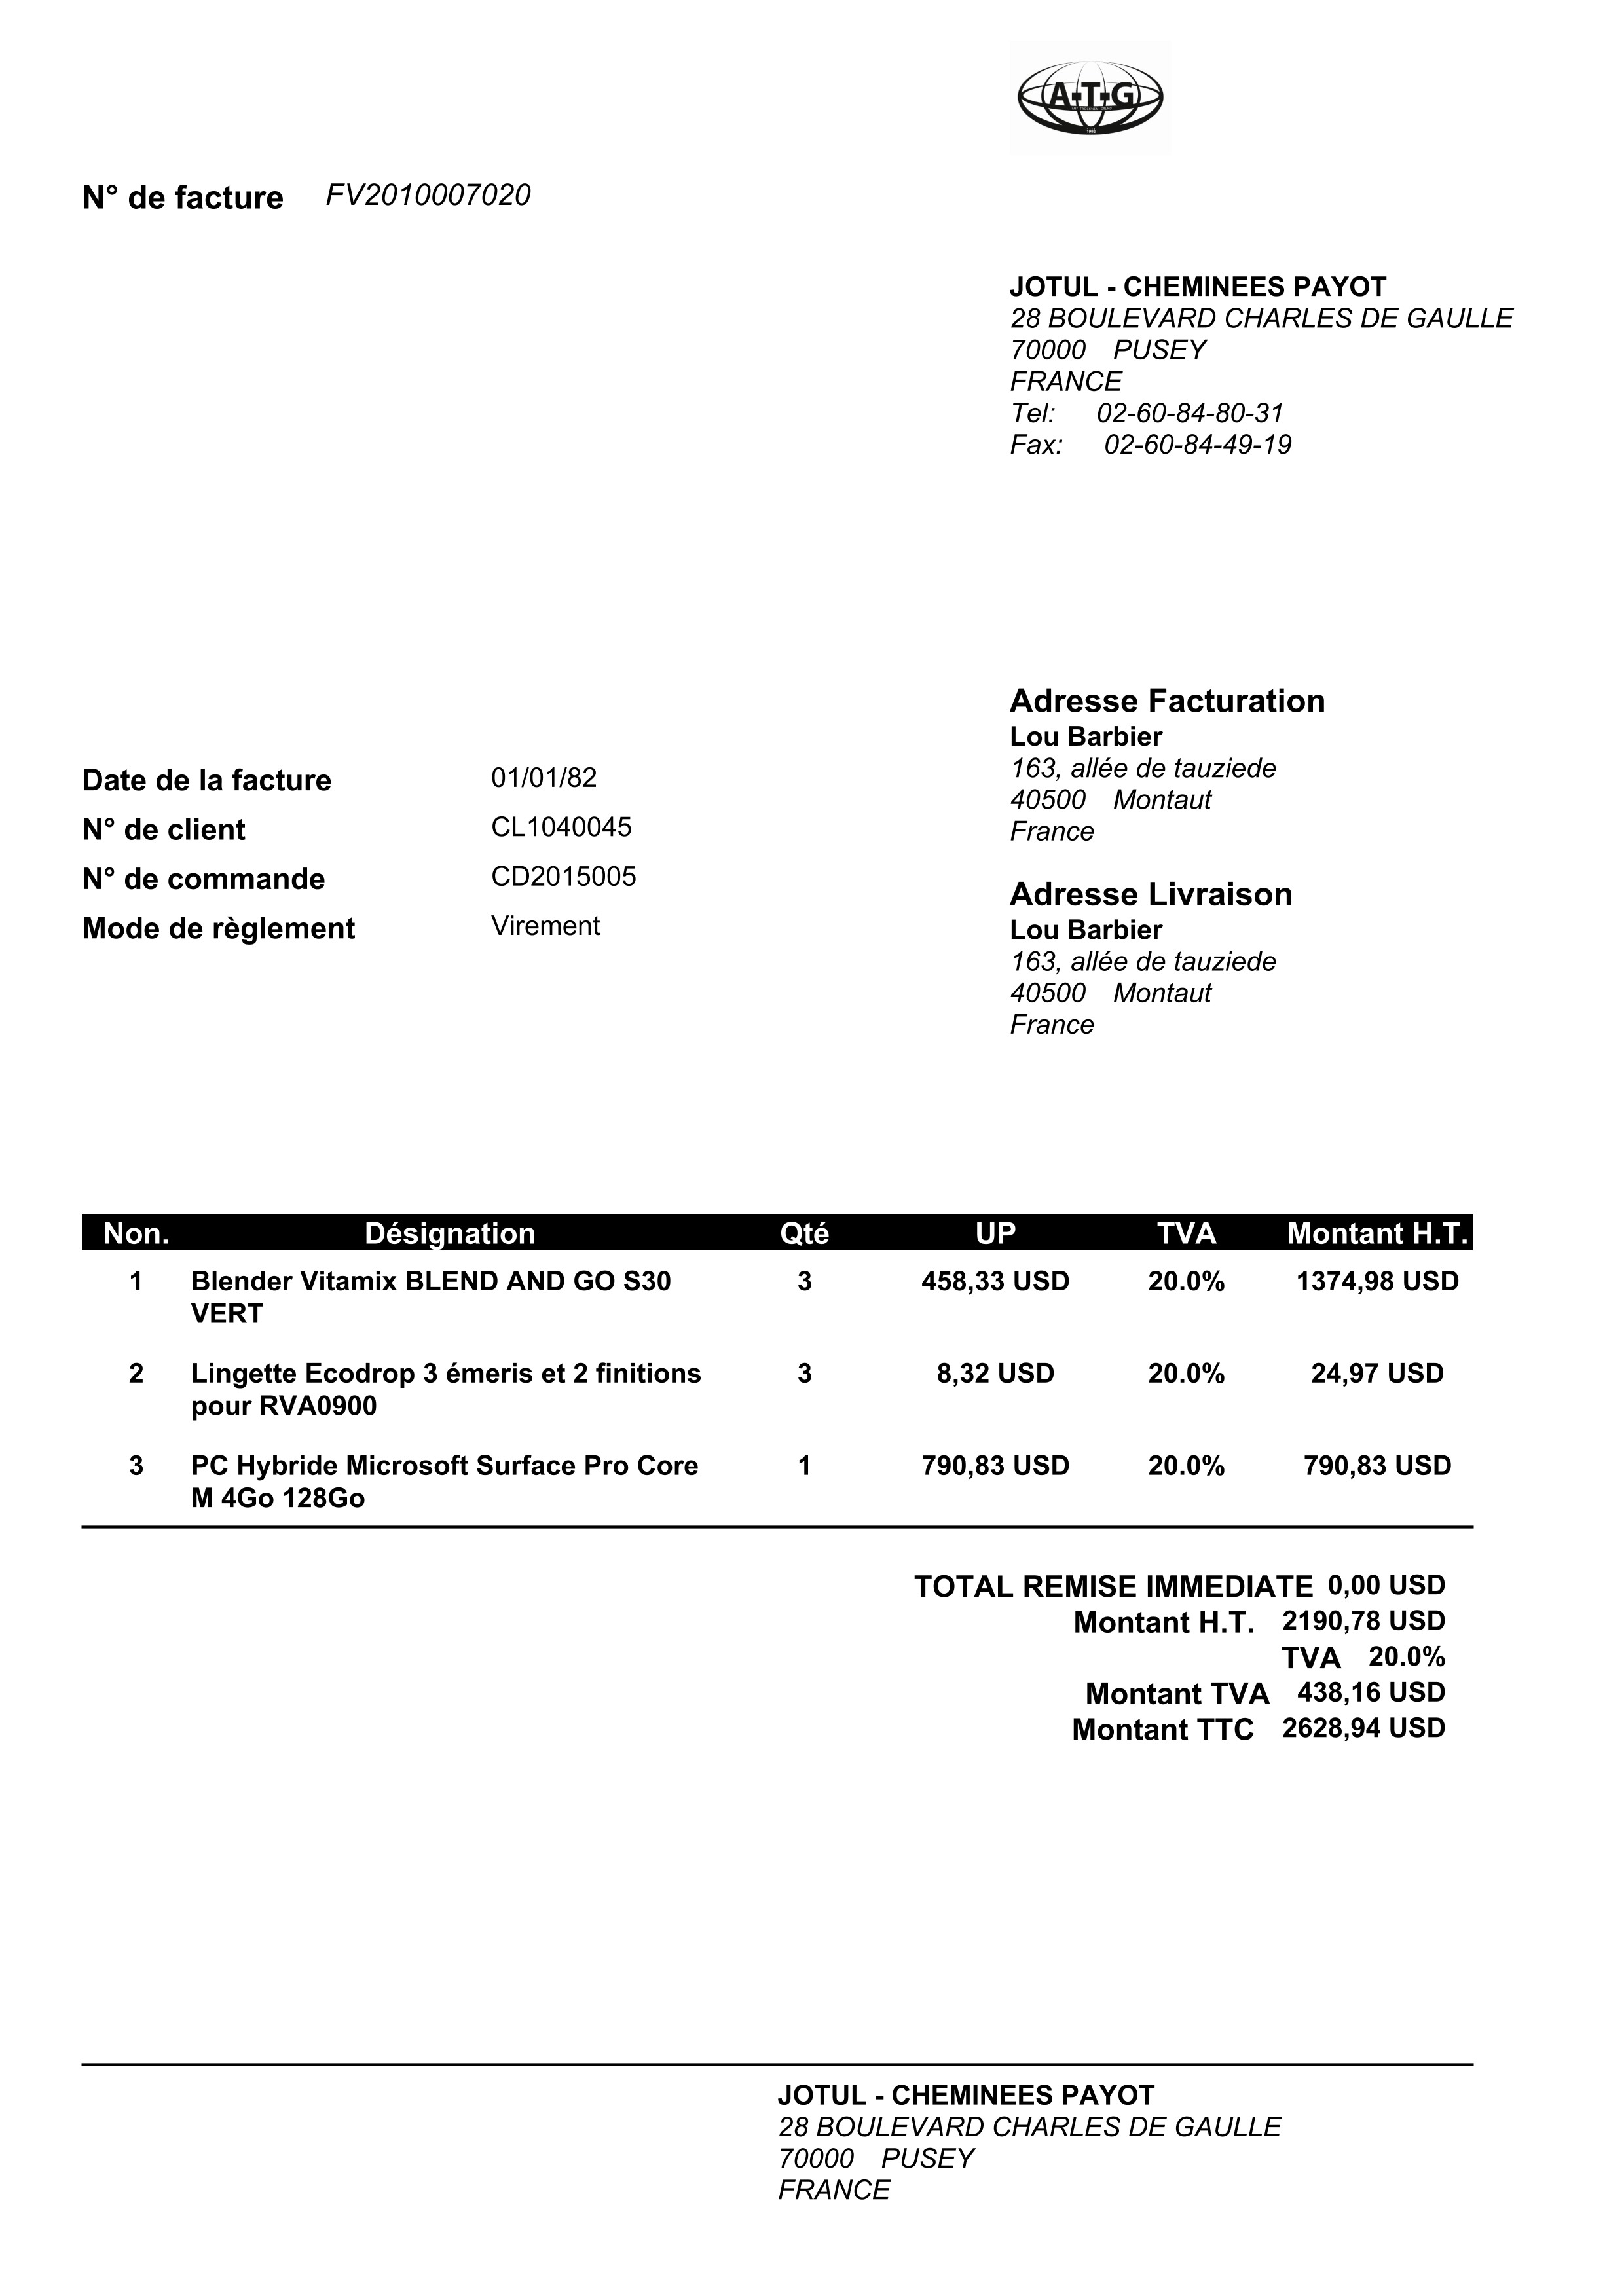 A-T-G
N° de facture FV2010007020
JOTUL - CHEMINEES PAYOT
28 BOULEVARD CHARLES DE GAULLE
70000 PUSEY
FRANCE
Tel: 02-60-84-80-31
Fax: 02-60-84-49-19
Adresse Facturation
Lou Barbier
163, allée de tauziede
40500 Montaut
France
Date de la facture 01/01/82
N° de client CL1040045
N° de commande CD2015005
Mode de règlement Virement
Adresse Livraison
Lou Barbier
163, allée de tauziede
40500 Montaut
France
Non. Désignation Qté UP TVA Montant H.T.
1 Blender Vitamix BLEND AND GO S30 3 458,33 USD 20.0% 1374,98 USD
VERT
2 Lingette Ecodrop 3 émeris et 2 finitions 3 8,32 USD 20.0% 24,97 USD
pour RVA0900
3 PC Hybride Microsoft Surface Pro Core 1 790,83 USD 20.0% 790,83 USD
M 4Go 128Go
TOTAL REMISE IMMEDIATE 0,00 USD
Montant H.T. 2190,78 USD
TVA 20.0%
Montant TVA 438,16 USD
Montant TTC 2628,94 USD
JOTUL - CHEMINEES PAYOT
28 BOULEVARD CHARLES DE GAULLE
70000 PUSEY
FRANCE